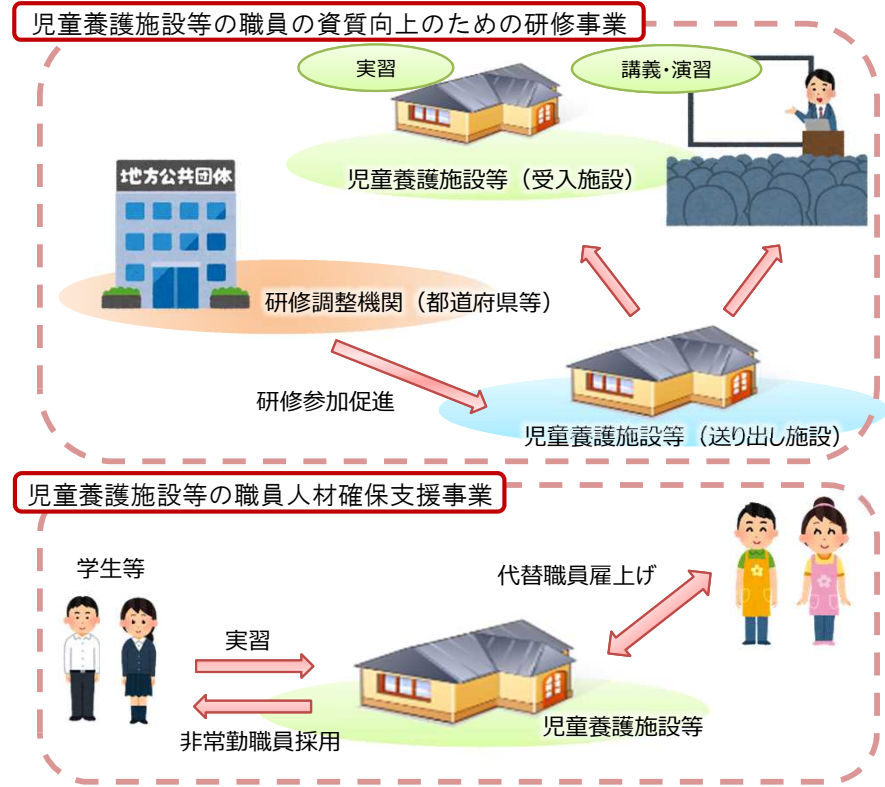 児童養護施設等の職員の資質向上のための研修事業
実習
講義・演習
地方公共団体
児童養護施設等（受入施設）
研修調整機関（都道府県等）
研修参加促進
児童養護施設等（送り出し施設）
児童養護施設等の職員人材確保支援事業
学生等
代替職員雇上げ
実習
非常勤職員採用
児童養護施設等